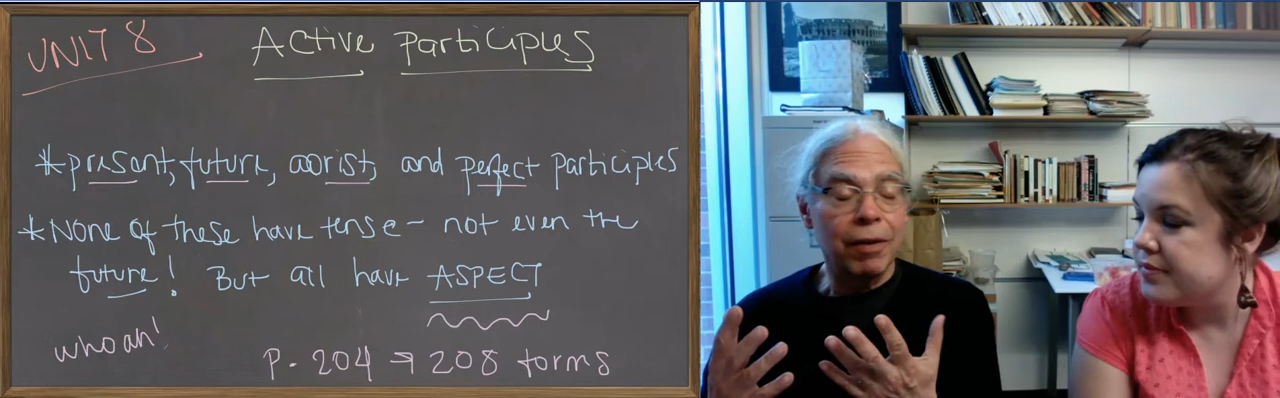 UNIT 8
Active Participles
* present, future, aorist, and perfect participles
* None of these have tense - not even the
future! But all have ASPECT
whoah!
P. 204 → 208 forms